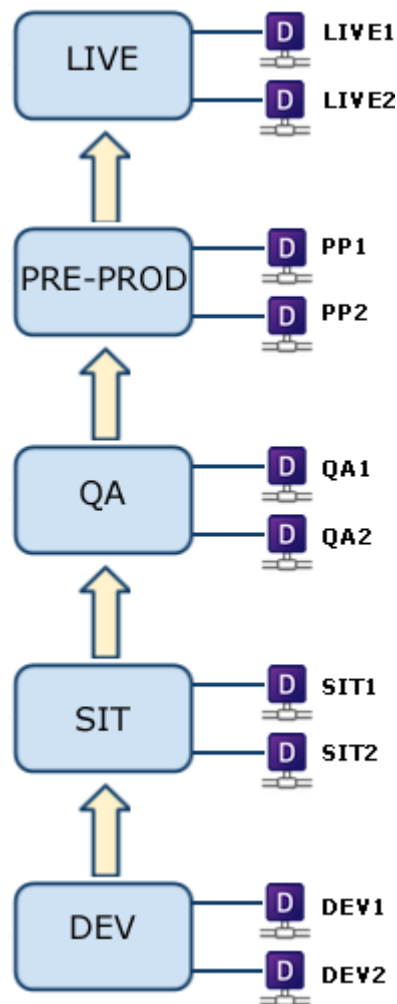 LIVE
D LIVE1
D LIVE2
PRE-PROD
D PP1
D PP2
QA
D QA1
D QA2
SIT
D SIT1
D SIT2
DEV
D DEV1
D DEV2